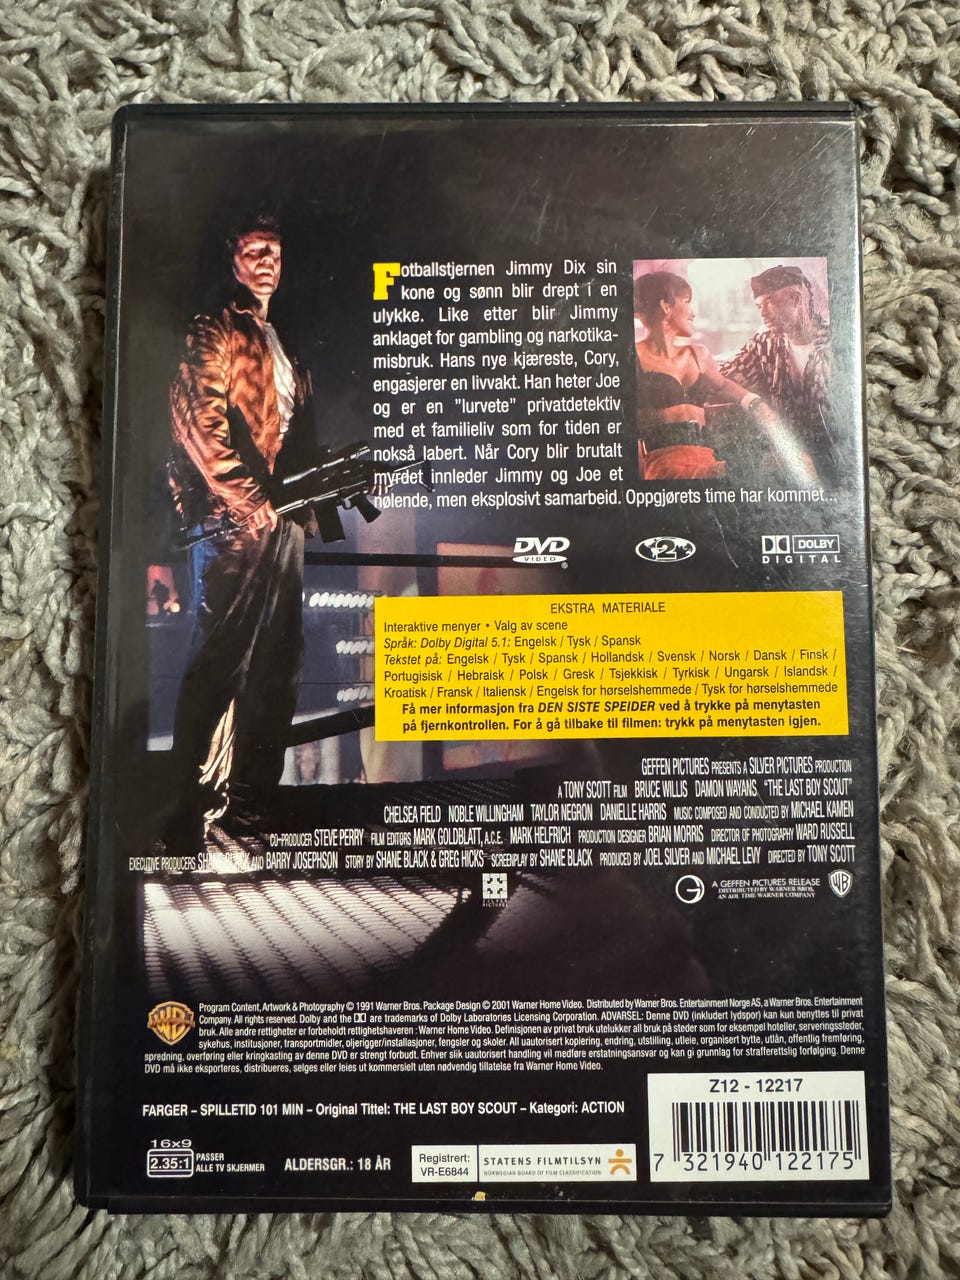 Fotballstjernen Jimmy Dix sin
kone og sønn blir drept i en
ulykke. Like etter blir Jimmy
anklaget for gambling og narkotika-
misbruk. Hans nye kjæreste, Cory,
engasjerer en livvakt. Han heter Joe
og er en "lurvete" privatdetektiv
med et familieliv som for tiden er
nokså labert. Når Cory blir brutalt
myrdet innleder Jimmy og Joe et
nølende, men eksplosivt samarbeid. Oppgjørets time har kommet...
DVD
VIDEO
2
DOLBY
DIGITAL
EKSTRA MATERIALE
Interaktive menyer • Valg av scene
Språk: Dolby Digital 5.1: Engelsk / Tysk / Spansk
Tekstet på: Engelsk / Tysk / Spansk / Hollandsk / Svensk / Norsk / Dansk / Finsk /
Portugisisk / Hebraisk / Polsk / Gresk / Tsjekkisk / Tyrkisk / Ungarsk / Islandsk /
Kroatisk / Fransk / Italiensk / Engelsk for hørselshemmede / Tysk for hørselshemmede
Få mer informasjon fra DEN SISTE SPEIDER ved å trykke på menytasten
på fjernkontrollen. For å gå tilbake til filmen: trykk på menytasten igjen.
GEFFEN PICTURES PRESENTS A SILVER PICTURES PRODUCTION
A TONY SCOTT FILM BRUCE WILLIS DAMON WAYANS "THE LAST BOY SCOUT"
CHELSEA FIELD NOBLE WILLINGHAM TAYLOR NEGRON DANIELLE HARRIS MUSIC COMPOSED AND CONDUCTED BY MICHAEL KAMEN
CO-PRODUCER STEVE PERRY FILM EDITORS MARK GOLDBLATT, A.C.E. MARK HELFRICH PRODUCTION DESIGNER BRIAN MORRIS DIRECTOR OF PHOTOGRAPHY WARD RUSSELL
EXECUTIVE PRODUCERS SHANE BLACK AND BARRY JOSEPHSON STORY BY SHANE BLACK & GREG HICKS SCREENPLAY BY SHANE BLACK PRODUCED BY JOEL SILVER AND MICHAEL LEVY DIRECTED BY TONY SCOTT
SILVER
PICTURES
G
A GEFFEN PICTURES RELEASE
DISTRIBUTED BY WARNER BROS.
AN AOL TIME WARNER COMPANY
WB
WB
Program Content, Artwork & Photography © 1991 Warner Bros. Package Design © 2001 Warner Home Video. Distributed by Warner Bros. Entertainment Norge AS, a Warner Bros. Entertainment
Company. All rights reserved. Dolby and the DD are trademarks of Dolby Laboratories Licensing Corporation. ADVARSEL: Denne DVD (inkludert lydspor) kan kun benyttes til privat
bruk. Alle andre rettigheter er forbeholdt rettighetshaveren : Warner Home Video. Definisjonen av privat bruk utelukker all bruk på steder som for eksempel hoteller, serveringssteder,
sykehus, institusjoner, transportmidler, oljerigger/installasjoner, fengsler og skoler. All uautorisert kopiering, endring, utstilling, utleie, organisert bytte, utlån, offentlig fremføring,
spredning, overføring eller kringkasting av denne DVD er strengt forbudt. Enhver slik uautorisert handling vil medføre erstatningsansvar og kan gi grunnlag for strafferettslig forfølging. Denne
DVD må ikke eksporteres, distribueres, selges eller leies ut kommersielt uten nødvendig tillatelse fra Warner Home Video.
FARGER – SPILLETID 101 MIN – Original Tittel: THE LAST BOY SCOUT – Kategori: ACTION
16x9
2.35:1
PASSER
ALLE TV SKJERMER
ALDERSGR.: 18 ÅR
Registrert:
VR-E6844
STATENS FILMTILSYN
NORWEGIAN BOARD OF FILM CLASSIFICATION
Z12 - 12217
7 321940 122175